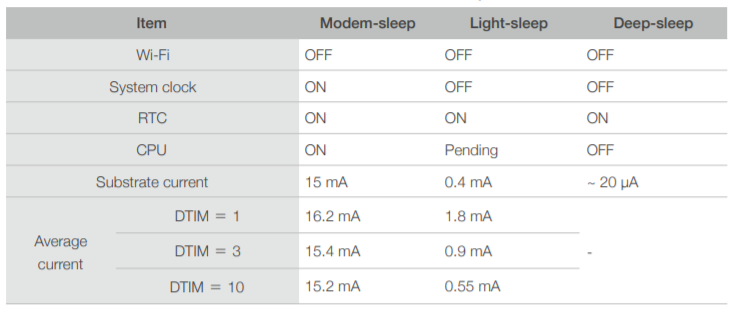 Item Modem-sleep Light-sleep Deep-sleep
Wi-Fi OFF OFF OFF
System clock ON OFF OFF
RTC ON ON ON
CPU ON Pending OFF
Substrate current 15 mA 0.4 mA ~ 20 μA
Average current
DTIM = 1 16.2 mA 1.8 mA
DTIM = 3 15.4 mA 0.9 mA -
DTIM = 10 15.2 mA 0.55 mA